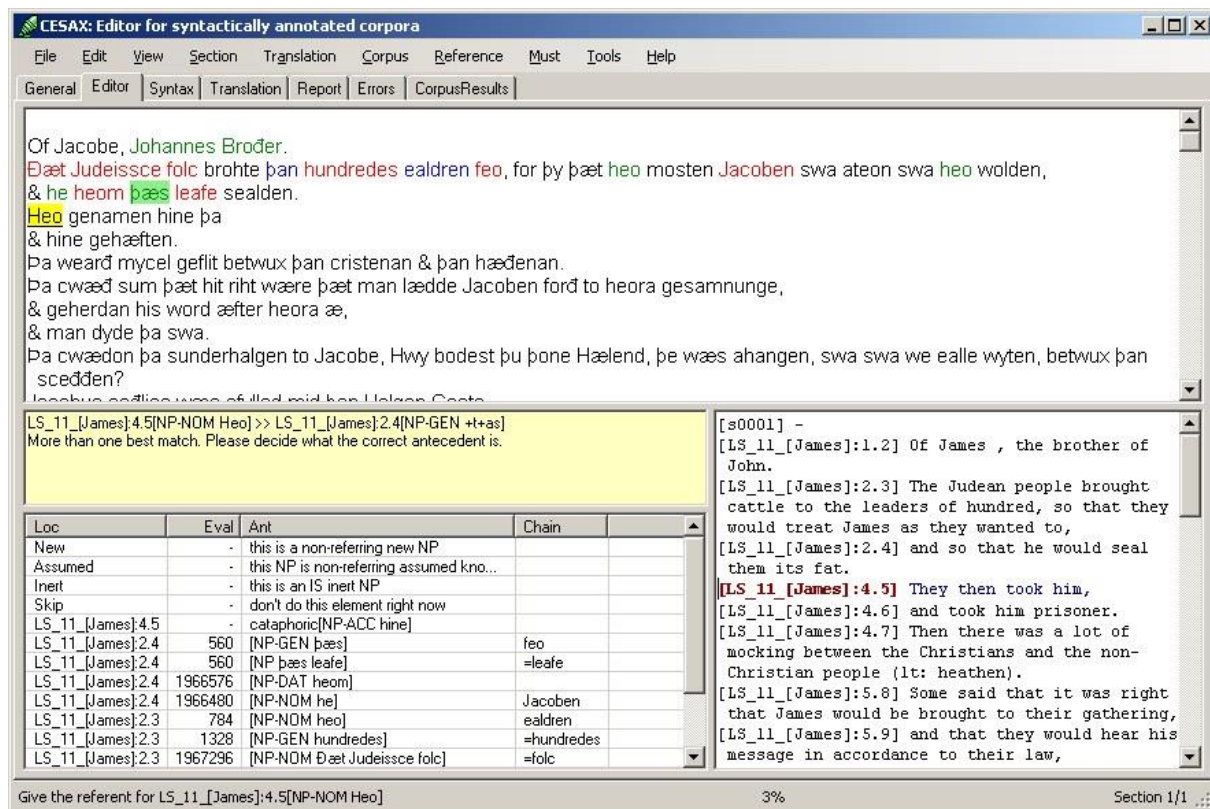 CESAX: Editor for syntactically annotated corpora
File Edit View Section Translation Corpus Reference Must Tools Help
General Editor Syntax Translation Report Errors CorpusResults
Of Jacobe, Johannes Brođer.
Đæt Judeissce folc brohte þan hundredes ealdren feo, for þy þæt heo mosten Jacoben swa ateon swa heo wolden,
& he heom þæs leafe sealden.
Heo genamen hine þa
& hine gehæften.
Þa wearđ mycel geflit betwux þan cristenan & þan hæđenan.
Þa cwæđ sum þæt hit riht wære þæt man lædde Jacoben forđ to heora gesamnunge,
& geherdan his word æfter heora æ,
& man dyde þa swa.
Þa cwædon þa sunderhalgen to Jacobe, Hwy bodest þu þone Hælend, þe wæs ahangen, swa swa we ealle wyten, betwux þan
sceđđen?
LS_11_[James]:4.5[NP-NOM Heo] >> LS_11_[James]:2.4[NP-GEN +t+as]
More than one best match. Please decide what the correct antecedent is.
Loc Eval Ant Chain
New - this is a non-referring new NP
Assumed - this NP is non-referring assumed kno...
Inert - this is an IS inert NP
Skip - don't do this element right now
LS_11_[James]:4.5 - cataphoric[NP-ACC hine]
LS_11_[James]:2.4 560 [NP-GEN þæs] feo
LS_11_[James]:2.4 560 [NP þæs leafe] =leafe
LS_11_[James]:2.4 1966576 [NP-DAT heom]
LS_11_[James]:2.4 1966480 [NP-NOM he] Jacoben
LS_11_[James]:2.3 784 [NP-NOM heo] ealdren
LS_11_[James]:2.3 1328 [NP-GEN hundredes] =hundredes
LS_11_[James]:2.3 1967296 [NP-NOM Đæt Judeissce folc] =folc
[s0001] -
[LS_11_[James]:1.2] Of James , the brother of
John.
[LS_11_[James]:2.3] The Judean people brought
cattle to the leaders of hundred, so that they
would treat James as they wanted to,
[LS_11_[James]:2.4] and so that he would seal
them its fat.
[LS_11_[James]:4.5] They then took him,
[LS_11_[James]:4.6] and took him prisoner.
[LS_11_[James]:4.7] Then there was a lot of
mocking between the Christians and the non-
Christian people (lt: heathen).
[LS_11_[James]:5.8] Some said that it was right
that James would be brought to their gathering,
[LS_11_[James]:5.9] and that they would hear his
message in accordance to their law,
Give the referent for LS_11_[James]:4.5[NP-NOM Heo] 3% Section 1/1